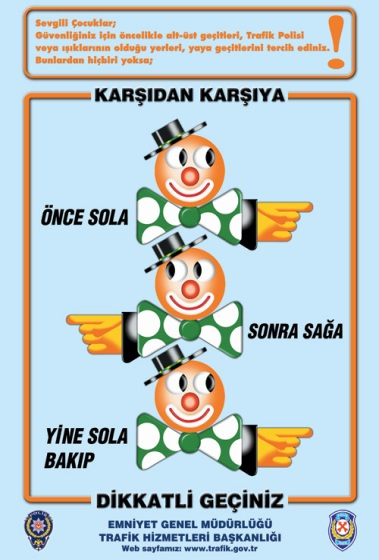 Sevgili Çocuklar;
Güvenliğiniz için öncelikle alt-üst geçitleri, Trafik Polisi
veya ışıklarının olduğu yerleri, yaya geçitlerini tercih ediniz.
Bunlardan hiçbiri yoksa;
!
KARŞIDAN KARŞIYA
ÖNCE SOLA
SONRA SAĞA
YİNE SOLA
BAKIP
DİKKATLİ GEÇİNİZ
EMNİYET GENEL MÜDÜRLÜĞÜ
TRAFİK HİZMETLERİ BAŞKANLIĞI
Web sayfamız: www.trafik.gov.tr